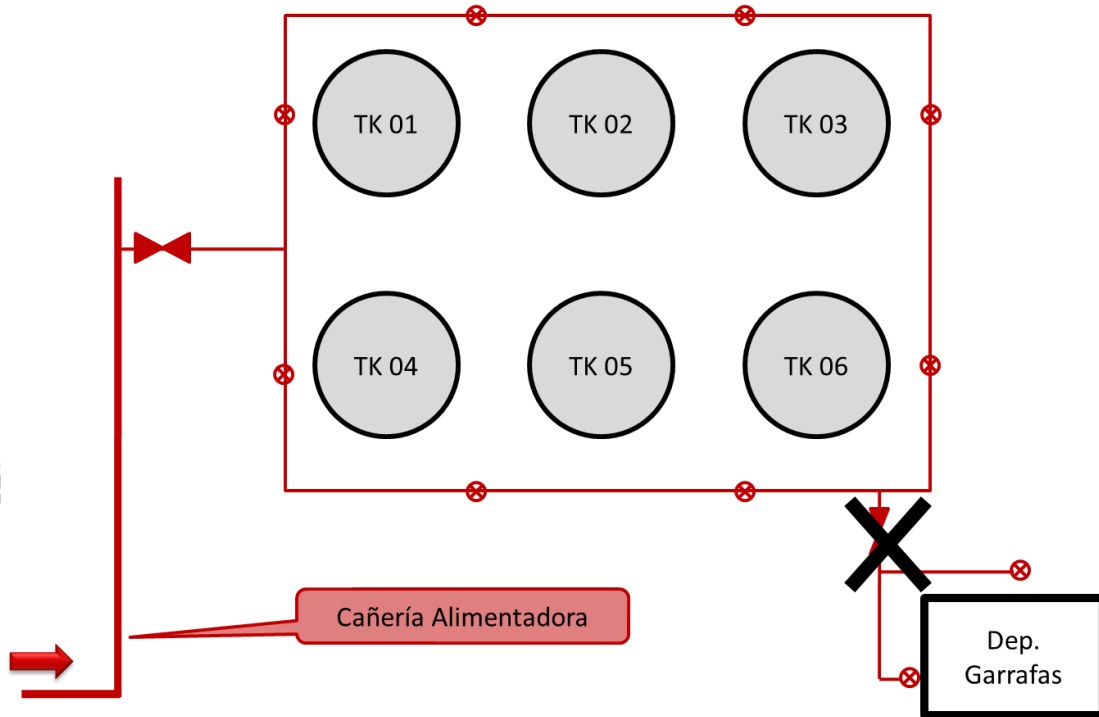 TK 01
TK 02
TK 03
TK 04
TK 05
TK 06
Cañería Alimentadora
Dep.
Garrafas